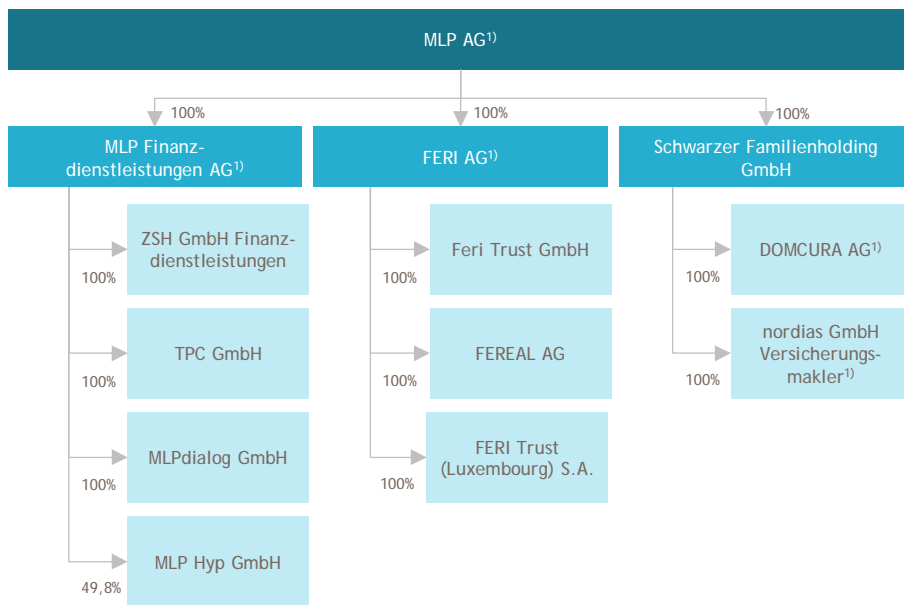 MLP AG1)
100%
100%
100%
MLP Finanz-
dienstleistungen AG1)
FERI AG1)
Schwarzer Familienholding
GmbH
ZSH GmbH Finanz-
dienstleistungen
100%
TPC GmbH
100%
MLPdialog GmbH
100%
MLP Hyp GmbH
49,8%
Feri Trust GmbH
100%
FEREAL AG
100%
FERI Trust
(Luxembourg) S.A.
100%
DOMCURA AG1)
100%
nordias GmbH
Versicherungs-
makler1)
100%